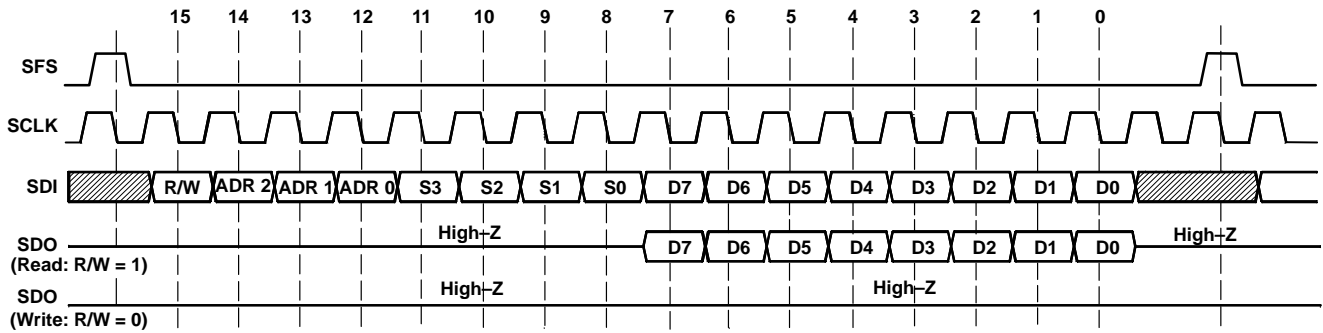 15 14 13 12 11 10 9 8 7 6 5 4 3 2 1 0
SFS
SCLK
SDI R/W ADR 2 ADR 1 ADR 0 S3 S2 S1 S0 D7 D6 D5 D4 D3 D2 D1 D0
High–Z D7 D6 D5 D4 D3 D2 D1 D0 High–Z
SDO
(Read: R/W = 1)
High–Z High–Z
SDO
(Write: R/W = 0)